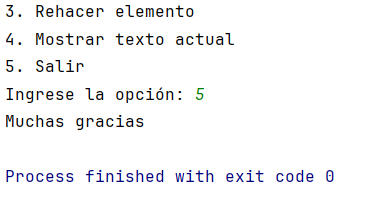 3. Rehacer elemento
4. Mostrar texto actual
5. Salir
Ingrese la opción: 5
Muchas gracias
Process finished with exit code 0